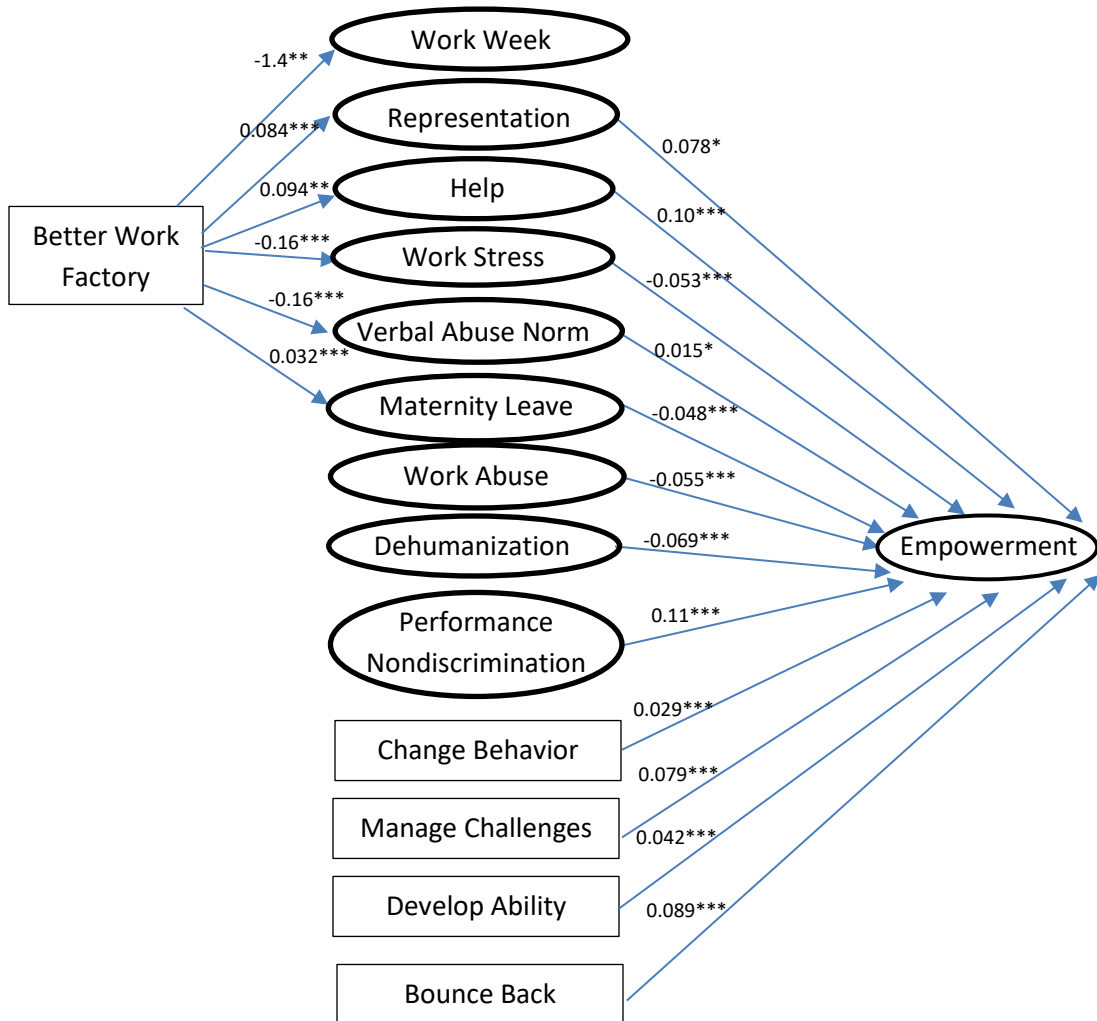 Work Week
-1.4**
Representation
0.084***
0.078*
Help
0.094**
0.10***
Better Work
Factory
Work Stress
-0.16***
-0.053***
Verbal Abuse Norm
-0.16***
0.015*
Maternity Leave
0.032***
-0.048***
Work Abuse
-0.055***
Dehumanization
-0.069***
Empowerment
Performance
Nondiscrimination
0.11***
Change Behavior
0.029***
Manage Challenges
0.079***
0.042***
Develop Ability
0.089***
Bounce Back